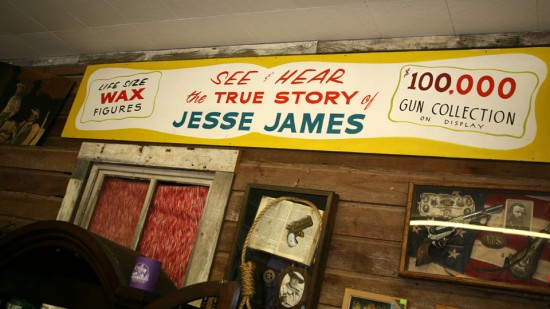 LIFE SIZE
WAX
FIGURES
SEE & HEAR
the TRUE STORY of
JESSE JAMES
$100,000
GUN COLLECTION
ON DISPLAY